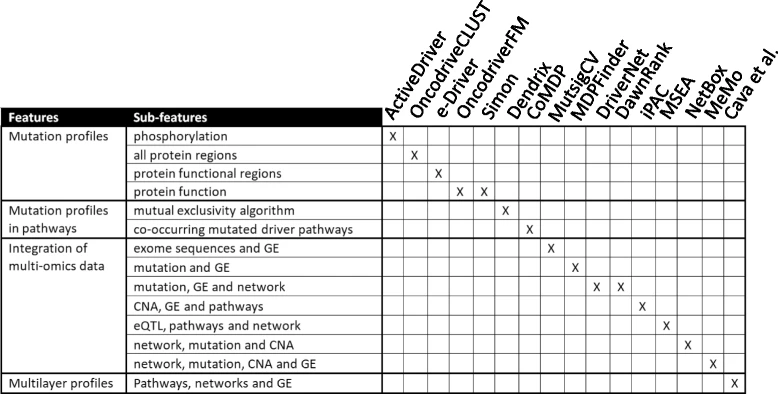 ActiveDriver
OncodriveCLUST
e-Driver
OncodriverFM
Simon
Dendrix
CoMDP
MutsigCV
MDPFinder
DriverNet
DawnRank
iPAC
MSEA
NetBox
MeMo
Cava et al.
Features Sub-features
Mutation profiles phosphorylation X
all protein regions X
protein functional regions X
protein function X X
Mutation profiles mutual exclusivity algorithm X
in pathways co-occurring mutated driver pathways X
Integration of exome sequences and GE X
multi-omics data mutation and GE X
mutation, GE and network X X
CNA, GE and pathways X
eQTL, pathways and network X
network, mutation and CNA X
network, mutation, CNA and GE X
Multilayer profiles Pathways, networks and GE X